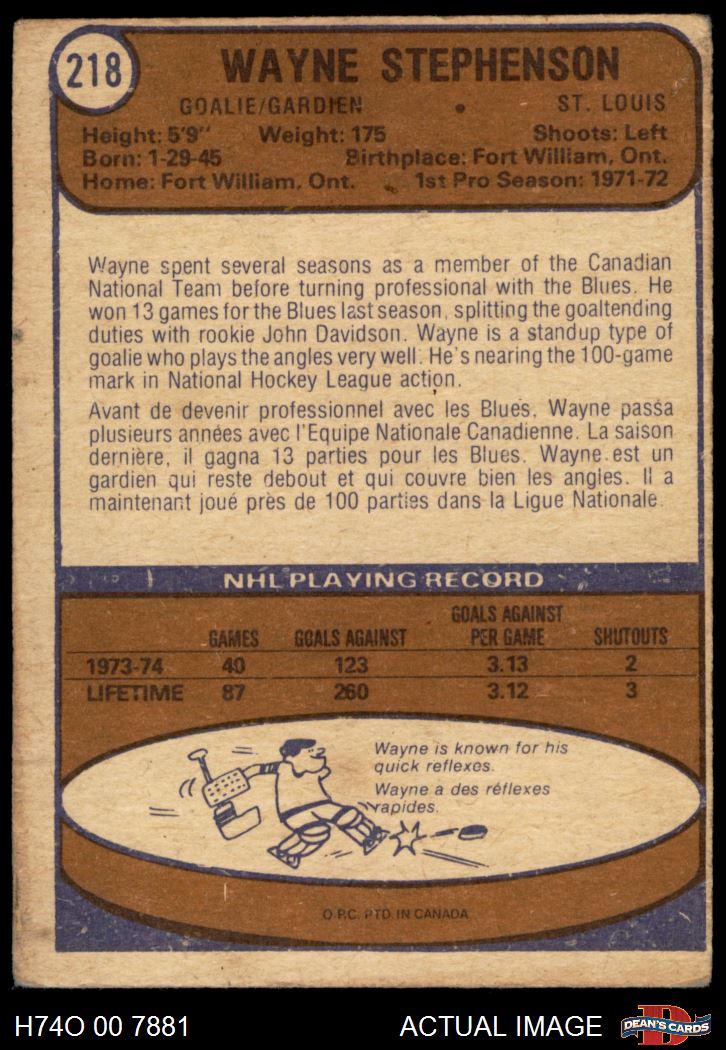 218
WAYNE STEPHENSON
GOALIE/GARDIEN • ST. LOUIS
Height: 5'9" Weight: 175 Shoots: Left
Born: 1-29-45 Birthplace: Fort William, Ont.
Home: Fort William, Ont. 1st Pro Season: 1971-72
Wayne spent several seasons as a member of the Canadian
National Team before turning professional with the Blues. He
won 13 games for the Blues last season, splitting the goaltending
duties with rookie John Davidson. Wayne is a standup type of
goalie who plays the angles very well. He's nearing the 100-game
mark in National Hockey League action.
Avant de devenir professionnel avec les Blues, Wayne passa
plusieurs années avec l'Equipe Nationale Canadienne. La saison
dernière, il gagna 13 parties pour les Blues. Wayne est un
gardien qui reste debout et qui couvre bien les angles. Il a
maintenant joué près de 100 parties dans la Ligue Nationale.
NHL PLAYING RECORD
GAMES GOALS AGAINST GOALS AGAINST PER GAME SHUTOUTS
1973-74 40 123 3.13 2
LIFETIME 87 260 3.12 3
Wayne is known for his
quick reflexes.
Wayne a des réflexes
rapides.
O.P.C. PTD. IN CANADA
H74O 00 7881 ACTUAL IMAGE
D
DEAN'S CARDS